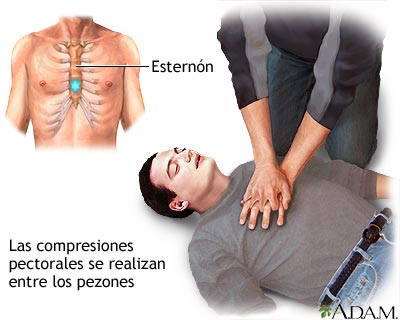 Esternón
Las compresiones
pectorales se realizan
entre los pezones
A.D.A.M.